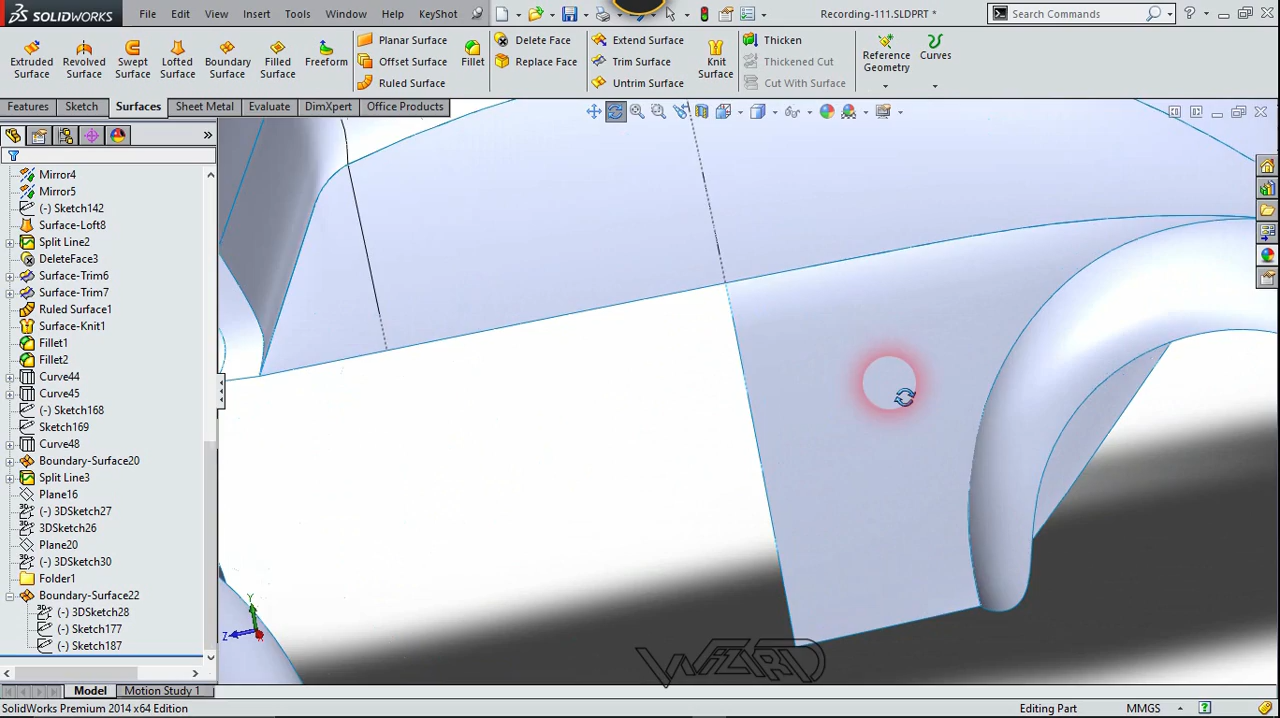 SOLIDWORKS
File
Edit
View
Insert
Tools
Window
Help
KeyShot
Recording-111.SLDPRT *
Search Commands
Extruded Surface
Revolved Surface
Swept Surface
Lofted Surface
Boundary Surface
Filled Surface
Freeform
Planar Surface
Offset Surface
Ruled Surface
Fillet
Delete Face
Replace Face
Extend Surface
Trim Surface
Untrim Surface
Knit Surface
Thicken
Thickened Cut
Cut With Surface
Reference Geometry
Curves
Features
Sketch
Surfaces
Sheet Metal
Evaluate
DimXpert
Office Products
Mirror4
Mirror5
(-) Sketch142
Surface-Loft8
Split Line2
DeleteFace3
Surface-Trim6
Surface-Trim7
Ruled Surface1
Surface-Knit1
Fillet1
Fillet2
Curve44
Curve45
(-) Sketch168
Sketch169
Curve48
Boundary-Surface20
Split Line3
Plane16
(-) 3DSketch27
3DSketch26
Plane20
(-) 3DSketch30
Folder1
Boundary-Surface22
(-) 3DSketch28
(-) Sketch177
(-) Sketch187
Y
Z
WIZARD
Model
Motion Study 1
SolidWorks Premium 2014 x64 Edition
Editing Part
MMGS